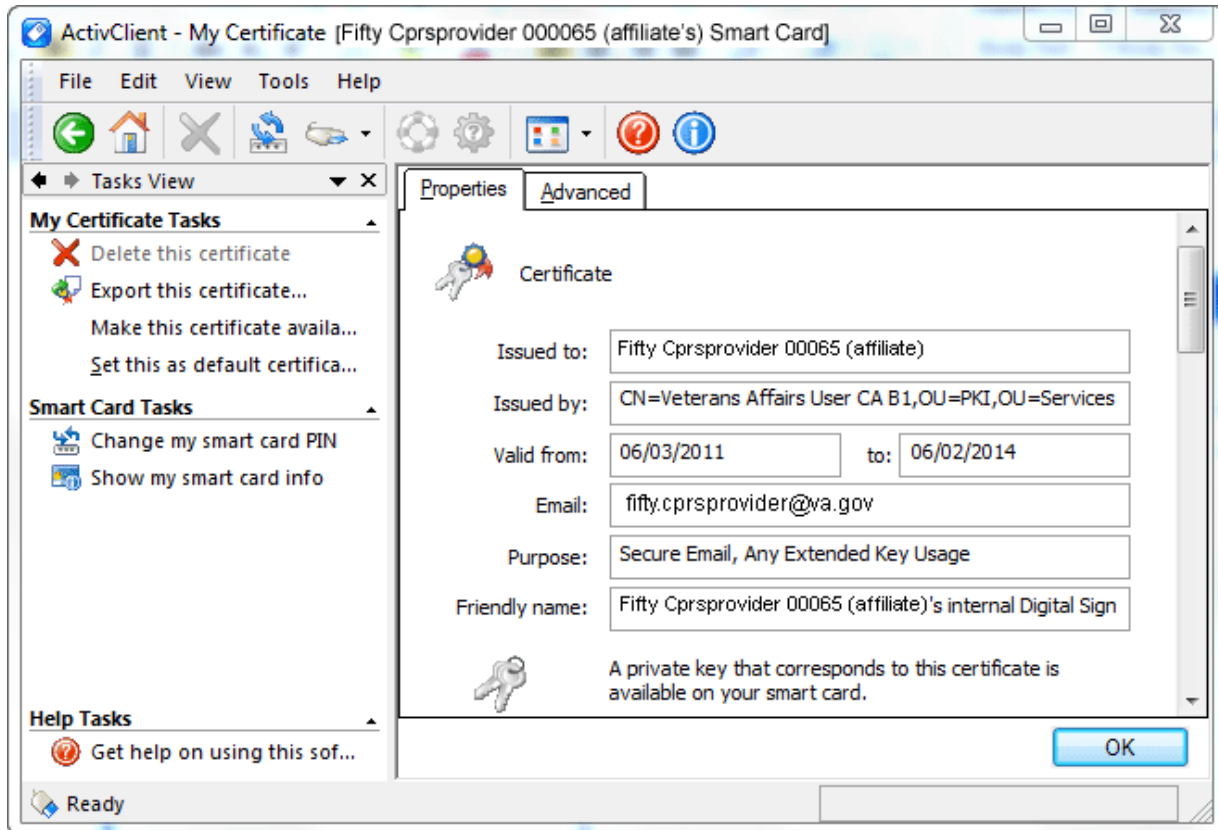 ActivClient - My Certificate [Fifty Cprsprovider 000065 (affiliate's) Smart Card]
File Edit View Tools Help
Tasks View
My Certificate Tasks
Delete this certificate
Export this certificate...
Make this certificate availa...
Set this as default certifica...
Smart Card Tasks
Change my smart card PIN
Show my smart card info
Help Tasks
Get help on using this sof...
Properties Advanced
Certificate
Issued to: Fifty Cprsprovider 00065 (affiliate)
Issued by: CN=Veterans Affairs User CA B1,OU=PKI,OU=Services
Valid from: 06/03/2011 to: 06/02/2014
Email: fifty.cprsprovider@va.gov
Purpose: Secure Email, Any Extended Key Usage
Friendly name: Fifty Cprsprovider 00065 (affiliate)'s internal Digital Sign
A private key that corresponds to this certificate is
available on your smart card.
OK
Ready